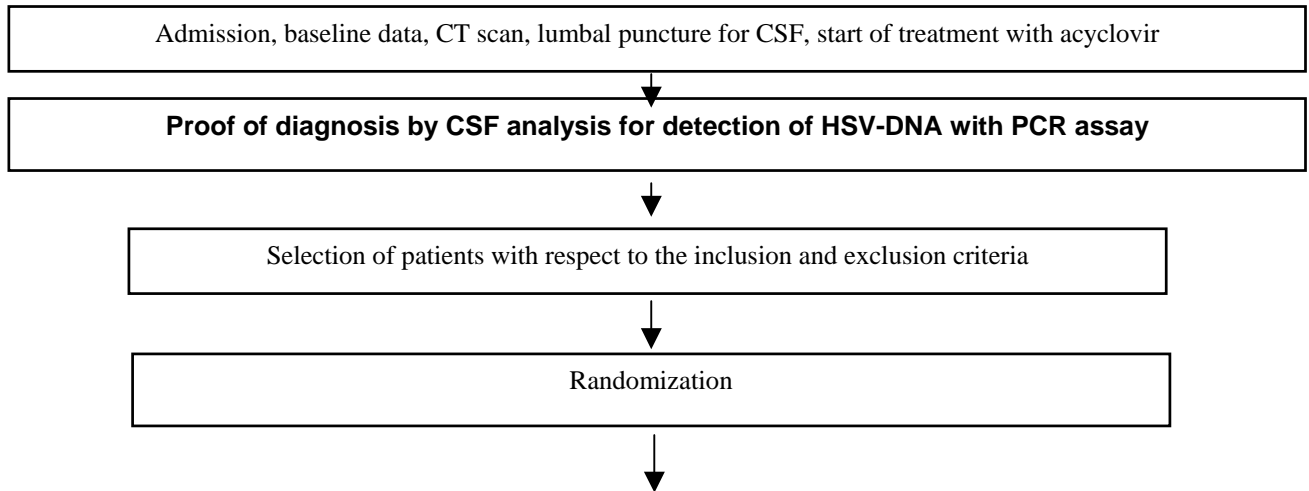 Admission, baseline data, CT scan, lumbal puncture for CSF, start of treatment with acyclovir
Proof of diagnosis by CSF analysis for detection of HSV-DNA with PCR assay
Selection of patients with respect to the inclusion and exclusion criteria
Randomization